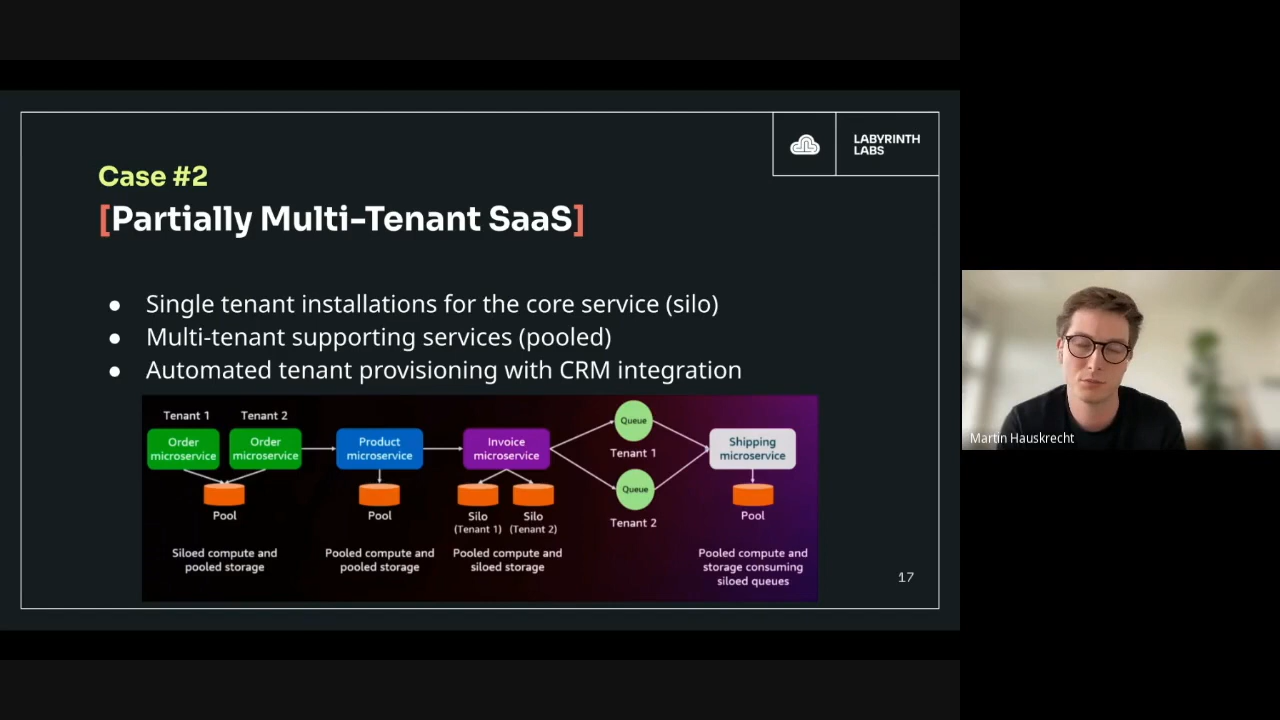 LABYRINTH
LABS
Case #2
[Partially Multi-Tenant SaaS]
● Single tenant installations for the core service (silo)
● Multi-tenant supporting services (pooled)
● Automated tenant provisioning with CRM integration
Tenant 1
Tenant 2
Order
microservice
Order
microservice
Pool
Siloed compute and
pooled storage
Product
microservice
Pool
Pooled compute and
pooled storage
Invoice
microservice
Silo
(Tenant 1)
Silo
(Tenant 2)
Pooled compute and
siloed storage
Queue
Tenant 1
Queue
Tenant 2
Shipping
microservice
Pool
Pooled compute and
storage consuming
siloed queues
17
Martin Hauskrecht